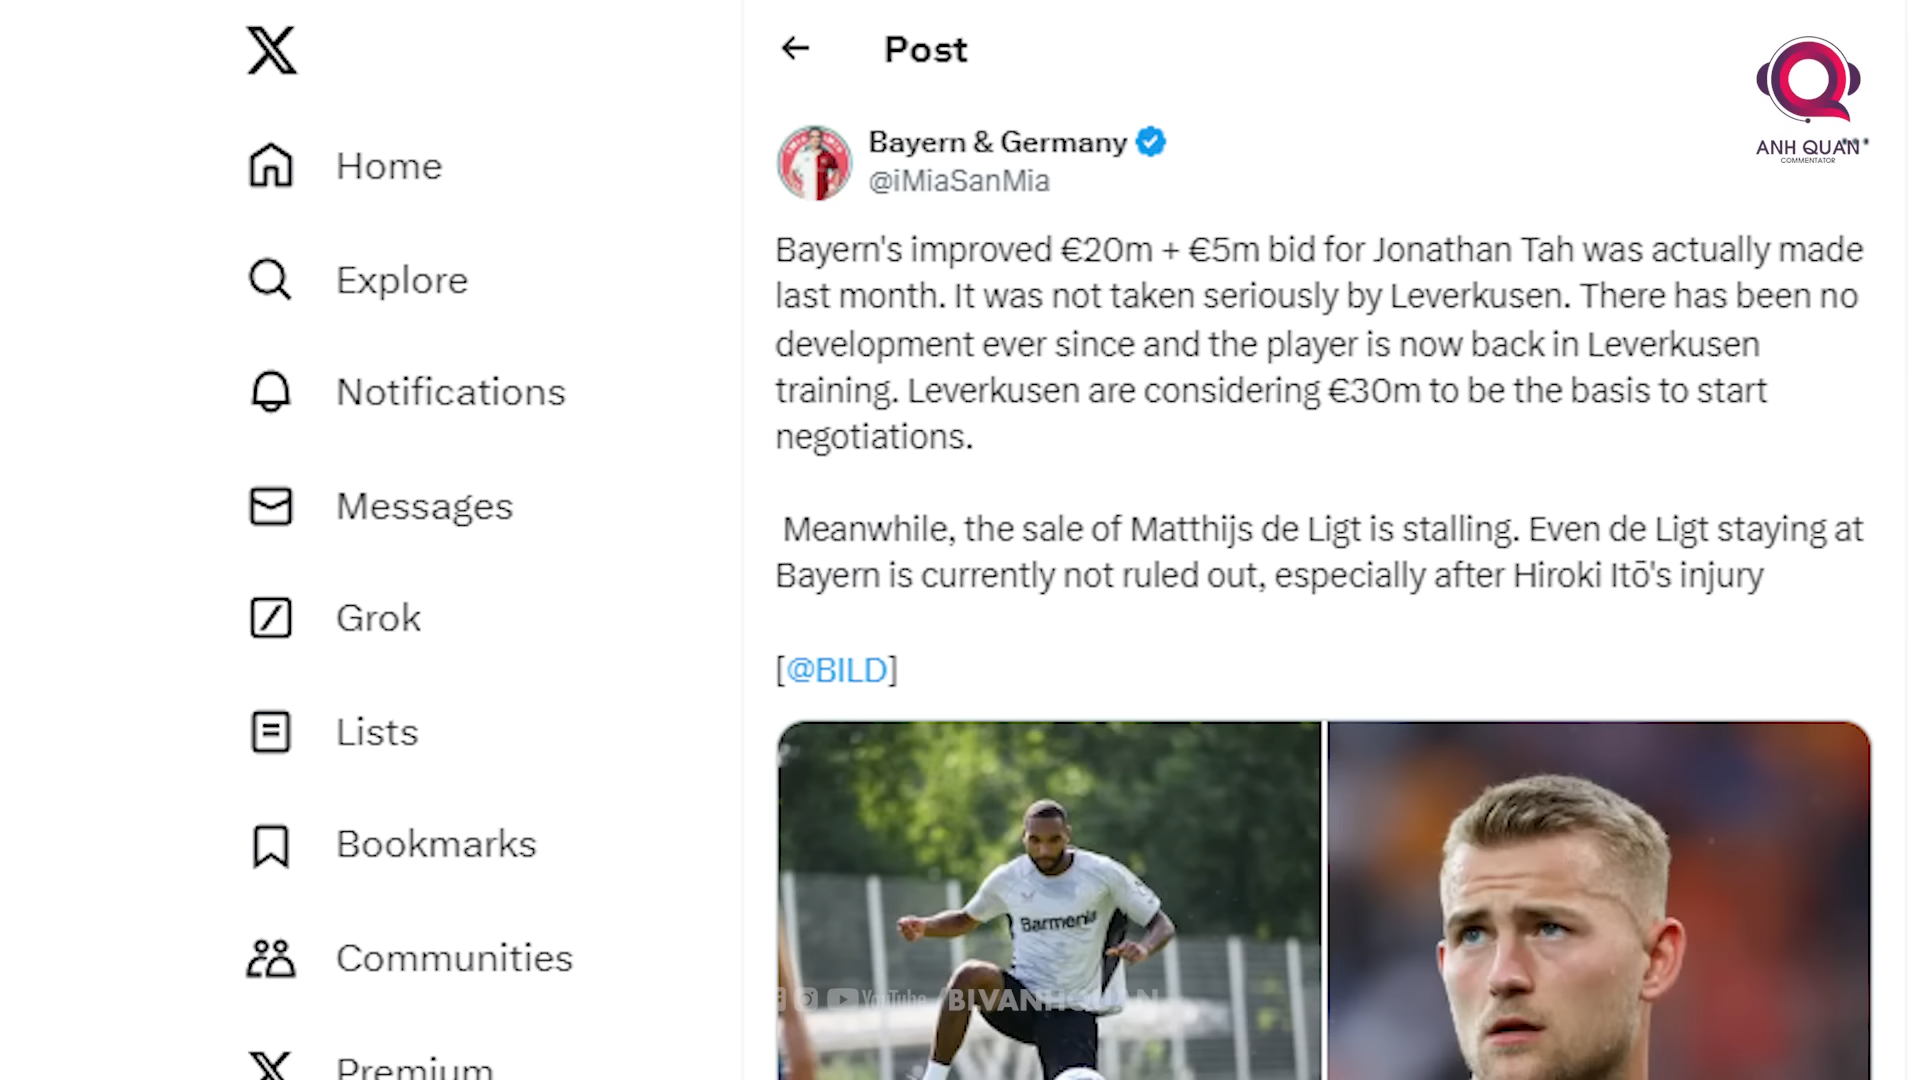 Post
ANH QUAN
COMMENTATOR
Bayern & Germany
@iMiaSanMia
Home
Explore
Notifications
Messages
Grok
Lists
Bookmarks
Communities
Premium
Bayern's improved €20m + €5m bid for Jonathan Tah was actually made
last month. It was not taken seriously by Leverkusen. There has been no
development ever since and the player is now back in Leverkusen
training. Leverkusen are considering €30m to be the basis to start
negotiations.
Meanwhile, the sale of Matthijs de Ligt is stalling. Even de Ligt staying at
Bayern is currently not ruled out, especially after Hiroki Itō's injury
[@BILD]
Barmenia
YouTube /BLVANHQUAN